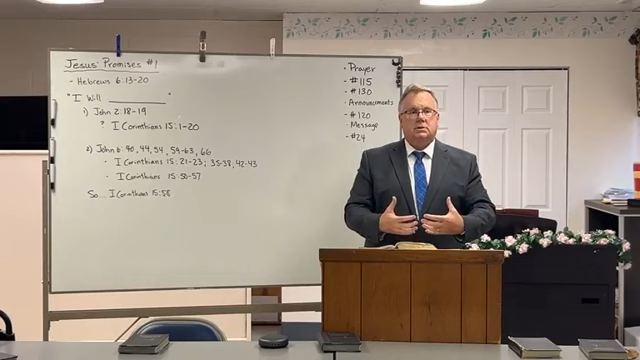 Jesus' Promises #1
- Hebrews 6:13-20
"I Will __________"
1) John 2:18-19
• I Corinthians 15:1-20
2) John 6:40, 44, 54, 59-63, 66
• I Corinthians 15:21-23; 35-38, 42-43
• I Corinthians 15:50-57
So... I Corinthians 15:58
• Prayer
- #115
- #130
• Announcements
- #120
• Message
- #24